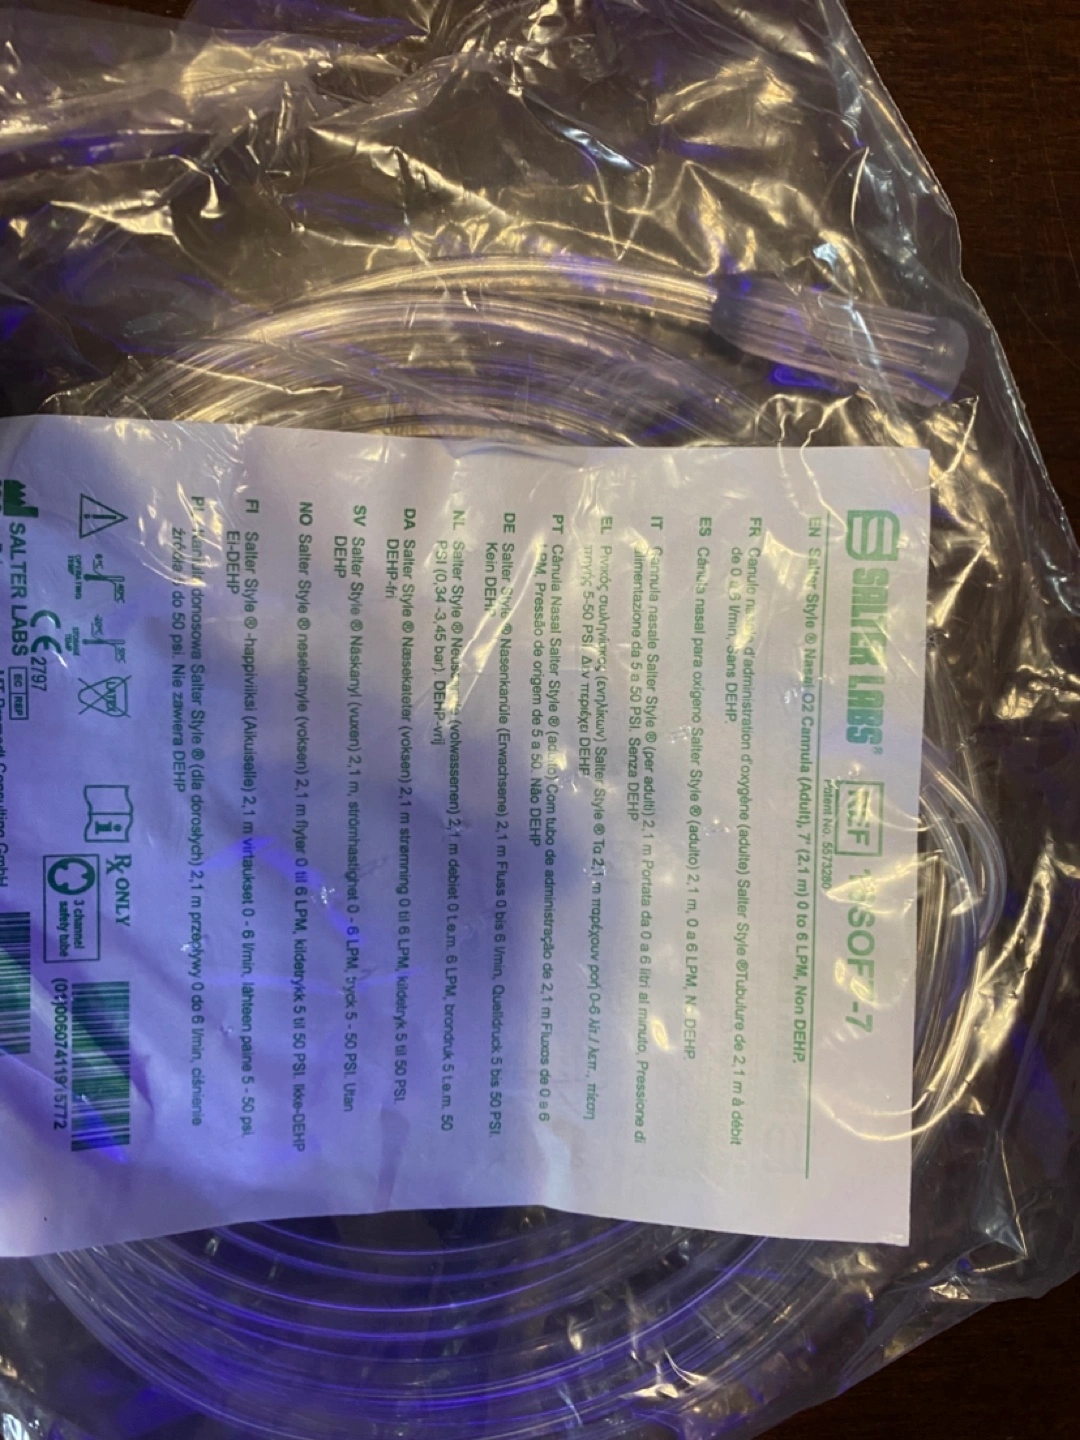 SALTER LABS® REF
Patent No. 5573280
EN Salter Style ® Nasal O2 Cannula (Adult), 7' (2.1 m) 0 to 6 LPM, Non DEHP.
FR d'administration d'oxygène (adulte) Salter Style ®Tubulure de 2,1 m à débit
de 0 à 6 l/min, Sans DEHP.
ES Cánula nasal para oxígeno Salter Style ® (adulto) 2,1 m, 0 a 6 LPM, DEHP.
IT Cannula nasale Salter Style ® (per adulti) 2,1 m Portata da 0 a 6 litri al minuto, Pressione di
alimentazione da 5 a 50 PSI. Senza DEHP
EL Ρινικός σωληνίσκος (ενηλίκων) Salter Style ® Τα 2,1 m παρέχουν ροή 0-6 λίτ./ λεπ., πίεση
πηγής 5-50 PSI. Δεν περιέχει DEHP
PT Cânula Nasal Salter Style ® (adulto) Com tubo de administração de 2,1 m Fluxos de 0 a 6
LPM. Pressão de origem de 5 a 50. Não DEHP
DE Salter Style ® Nasenkanüle (Erwachsene) 2,1 m Fluss 0 bis 6 l/min, Quelldruck 5 bis 50 PSI.
Kein DEHP
NL Salter Style® (volwassenen) 2,1 m debiet 0 t.e.m. 6 LPM, brondruk 5 t.e.m. 50
PSI (0,34 -3,45 bar). DEHP-vrij
DA Salter Style ® Næsekateter (voksen) 2,1 m strømning 0 til 6 LPM, kildetryk 5 til 50 PSI.
DEHP-fri
SV Salter Style ® Näskanyl (vuxen) 2,1 m, strömhastighet 0 - 6 LPM, tryck 5 - 50 PSI. Utan
DEHP
NO Salter Style ® nesekanyle (voksen) 2,1 m flyter 0 til 6 LPM, kildetrykk 5 til 50 PSI. Ikke-DEHP
FI Salter Style ® -happiviiksi (Aikuiselle) 2,1 m virtaukset 0 - 6 l/min, lähteen paine 5 - 50 psi.
Ei-DEHP
PL donosowa Salter Style ® (dla dorosłych) 2,1 m przepływy 0 do 6 l/min, ciśnienie
do 50 psi. Nie zawiera DEHP
LATEX
Rx ONLY
3 channel
safety tube
CE 2797
SALTER LABS EC REP
Consulting GmbH